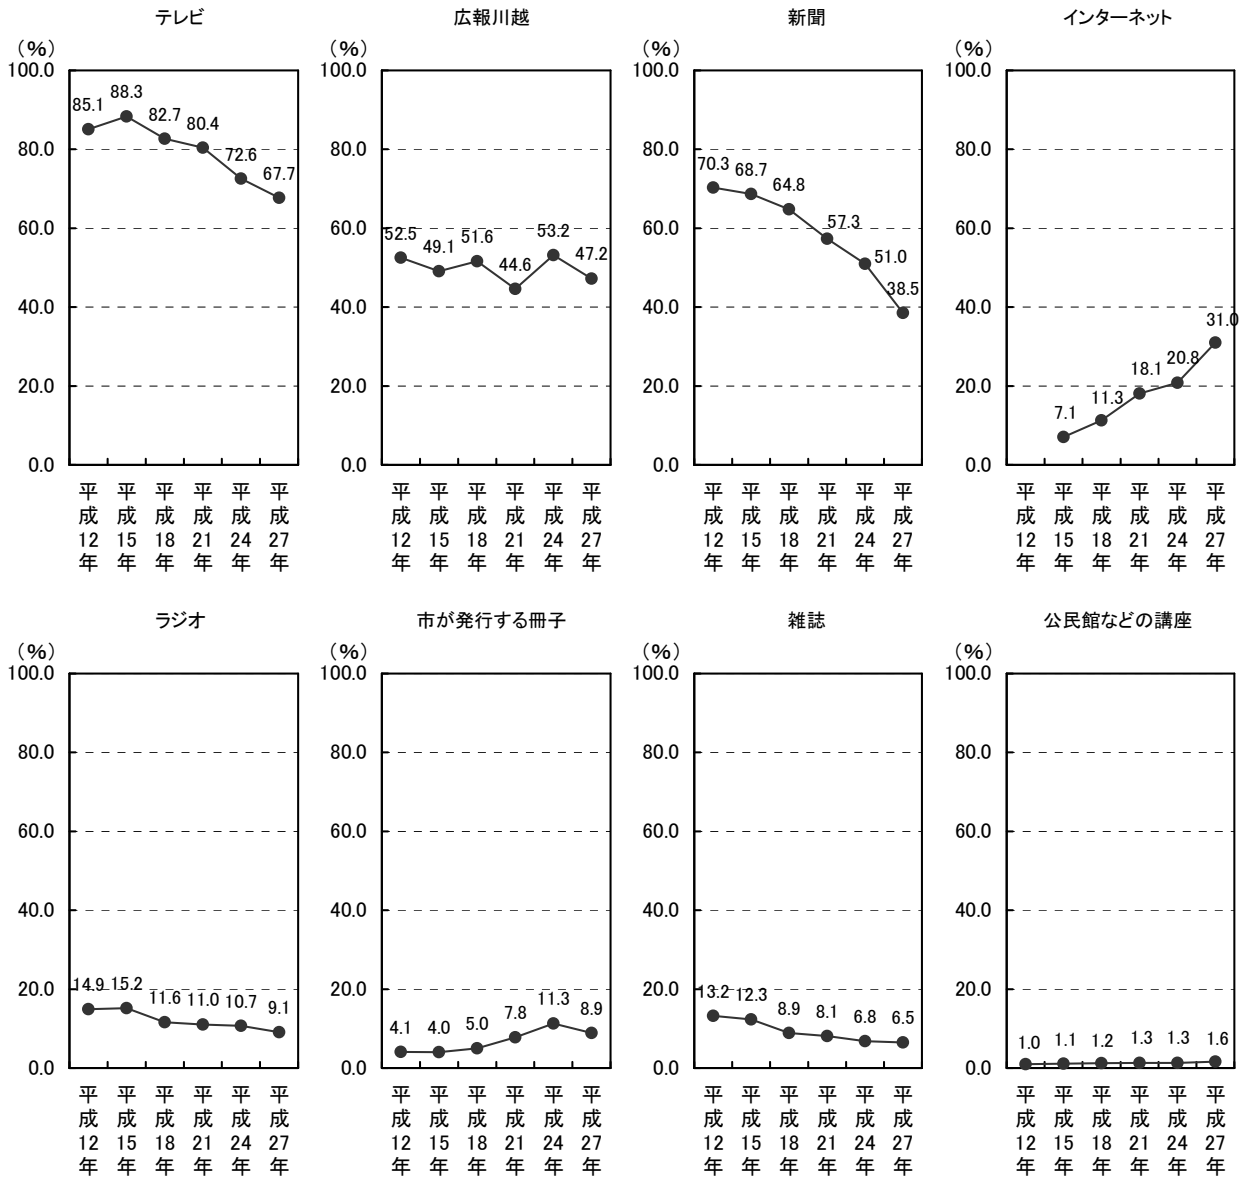 テレビ
(%)
100.0
80.0
60.0
40.0
20.0
0.0
85.1
88.3
82.7
80.4
72.6
67.7
平成12年
平成15年
平成18年
平成21年
平成24年
平成27年
広報川越
(%)
100.0
80.0
60.0
40.0
20.0
0.0
52.5
49.1
51.6
44.6
53.2
47.2
平成12年
平成15年
平成18年
平成21年
平成24年
平成27年
新聞
(%)
100.0
80.0
60.0
40.0
20.0
0.0
70.3
68.7
64.8
57.3
51.0
38.5
平成12年
平成15年
平成18年
平成21年
平成24年
平成27年
インターネット
(%)
100.0
80.0
60.0
40.0
20.0
0.0
7.1
11.3
18.1
20.8
31.0
平成12年
平成15年
平成18年
平成21年
平成24年
平成27年
ラジオ
(%)
100.0
80.0
60.0
40.0
20.0
0.0
14.9
15.2
11.6
11.0
10.7
9.1
平成12年
平成15年
平成18年
平成21年
平成24年
平成27年
市が発行する冊子
(%)
100.0
80.0
60.0
40.0
20.0
0.0
4.1
4.0
5.0
7.8
11.3
8.9
平成12年
平成15年
平成18年
平成21年
平成24年
平成27年
雑誌
(%)
100.0
80.0
60.0
40.0
20.0
0.0
13.2
12.3
8.9
8.1
6.8
6.5
平成12年
平成15年
平成18年
平成21年
平成24年
平成27年
公民館などの講座
(%)
100.0
80.0
60.0
40.0
20.0
0.0
1.0
1.1
1.2
1.3
1.3
1.6
平成12年
平成15年
平成18年
平成21年
平成24年
平成27年